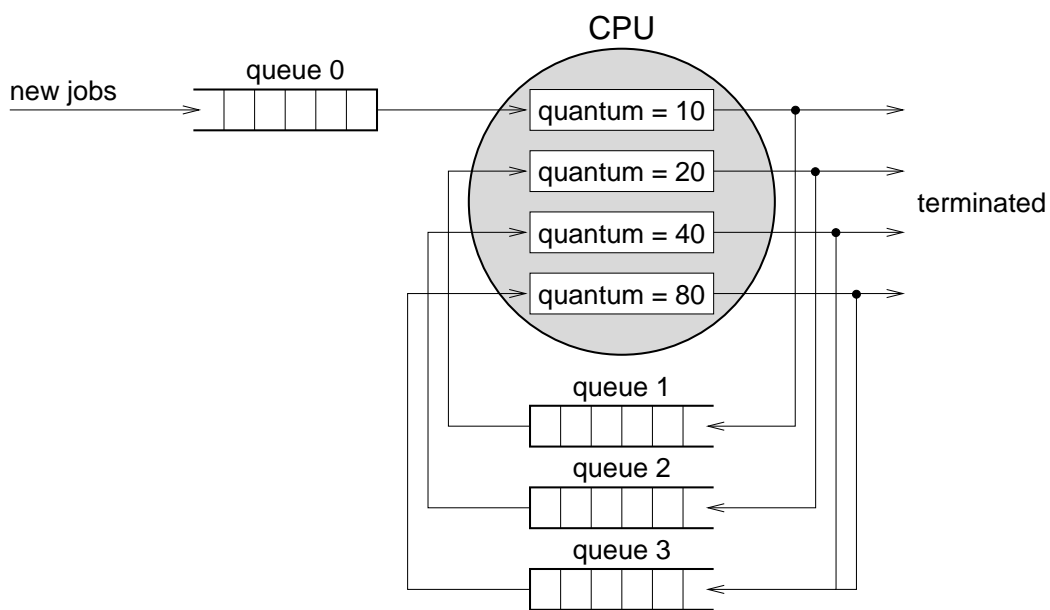 CPU
queue 0
new jobs
quantum = 10
quantum = 20
terminated
quantum = 40
quantum = 80
queue 1
queue 2
queue 3